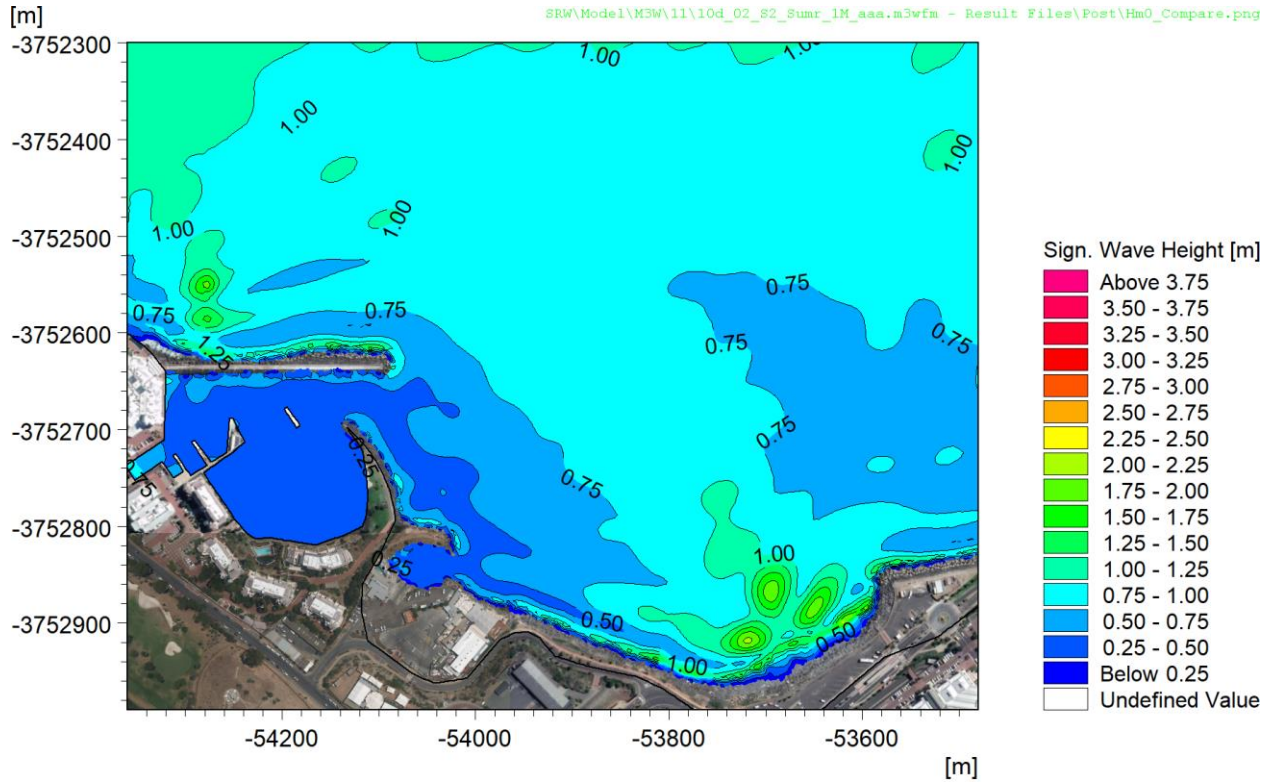 [m]
SRW\Model\M3W\11\10d_02_S2_Sumr_1M_aaa.m3wfm - Result Files\Post\Hm0_Compare.png
-3752300
-3752400
-3752500
-3752600
-3752700
-3752800
-3752900
1.00
1.00
1.00
1.00
1.00
1.00
0.75
0.75
0.75
0.75
0.75
1.25
0.75
0.25
0.75
0.75
1.00
0.25
0.50
0.50
1.00
-54200
-54000
-53800
-53600
[m]
Sign. Wave Height [m]
Above 3.75
3.50 - 3.75
3.25 - 3.50
3.00 - 3.25
2.75 - 3.00
2.50 - 2.75
2.25 - 2.50
2.00 - 2.25
1.75 - 2.00
1.50 - 1.75
1.25 - 1.50
1.00 - 1.25
0.75 - 1.00
0.50 - 0.75
0.25 - 0.50
Below 0.25
Undefined Value